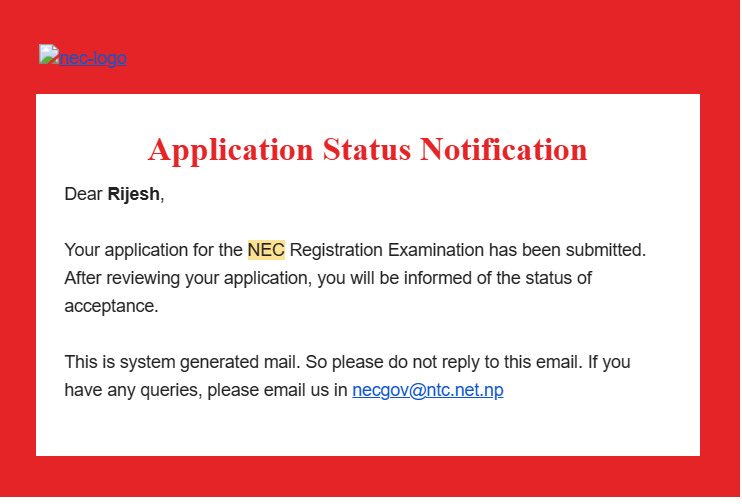 nec-logo
Application Status Notification
Dear Rijesh,
Your application for the NEC Registration Examination has been submitted.
After reviewing your application, you will be informed of the status of
acceptance.
This is system generated mail. So please do not reply to this email. If you
have any queries, please email us in necgov@ntc.net.np